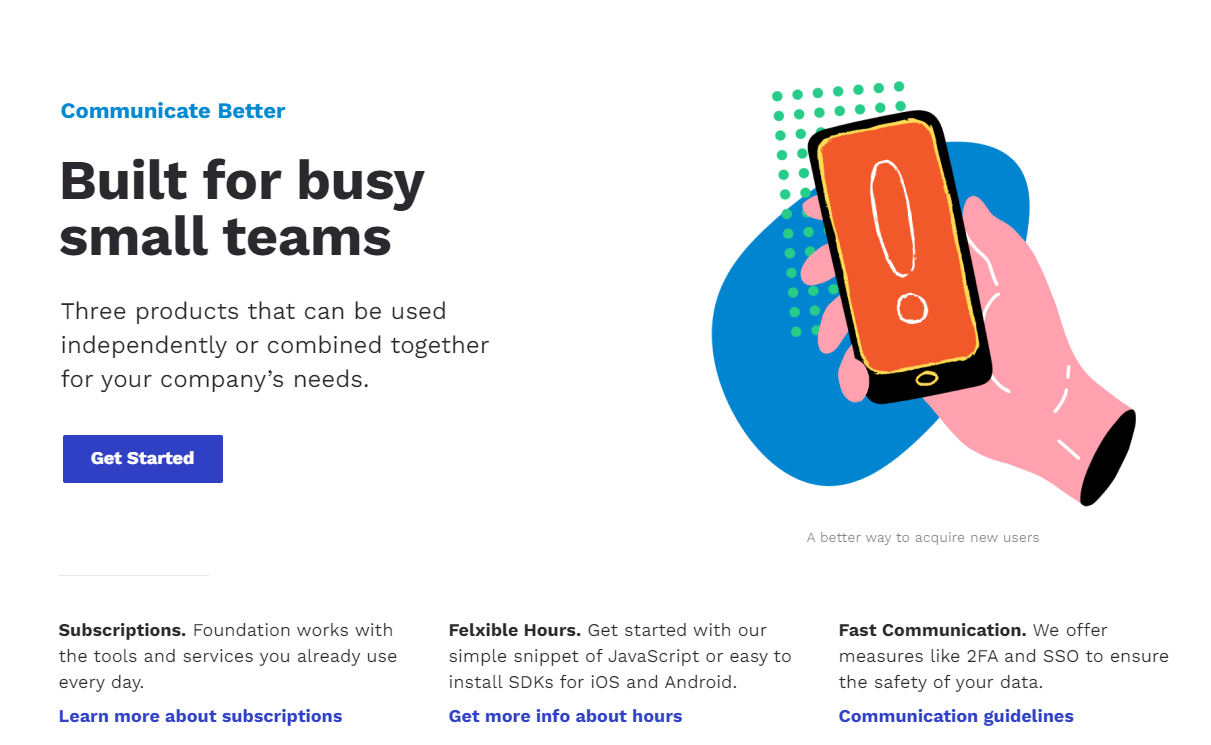 Communicate Better
Built for busy
small teams
Three products that can be used
independently or combined together
for your company’s needs.
Get Started
A better way to acquire new users
Subscriptions. Foundation works with
the tools and services you already use
every day.
Learn more about subscriptions
Felxible Hours. Get started with our
simple snippet of JavaScript or easy to
install SDKs for iOS and Android.
Get more info about hours
Fast Communication. We offer
measures like 2FA and SSO to ensure
the safety of your data.
Communication guidelines